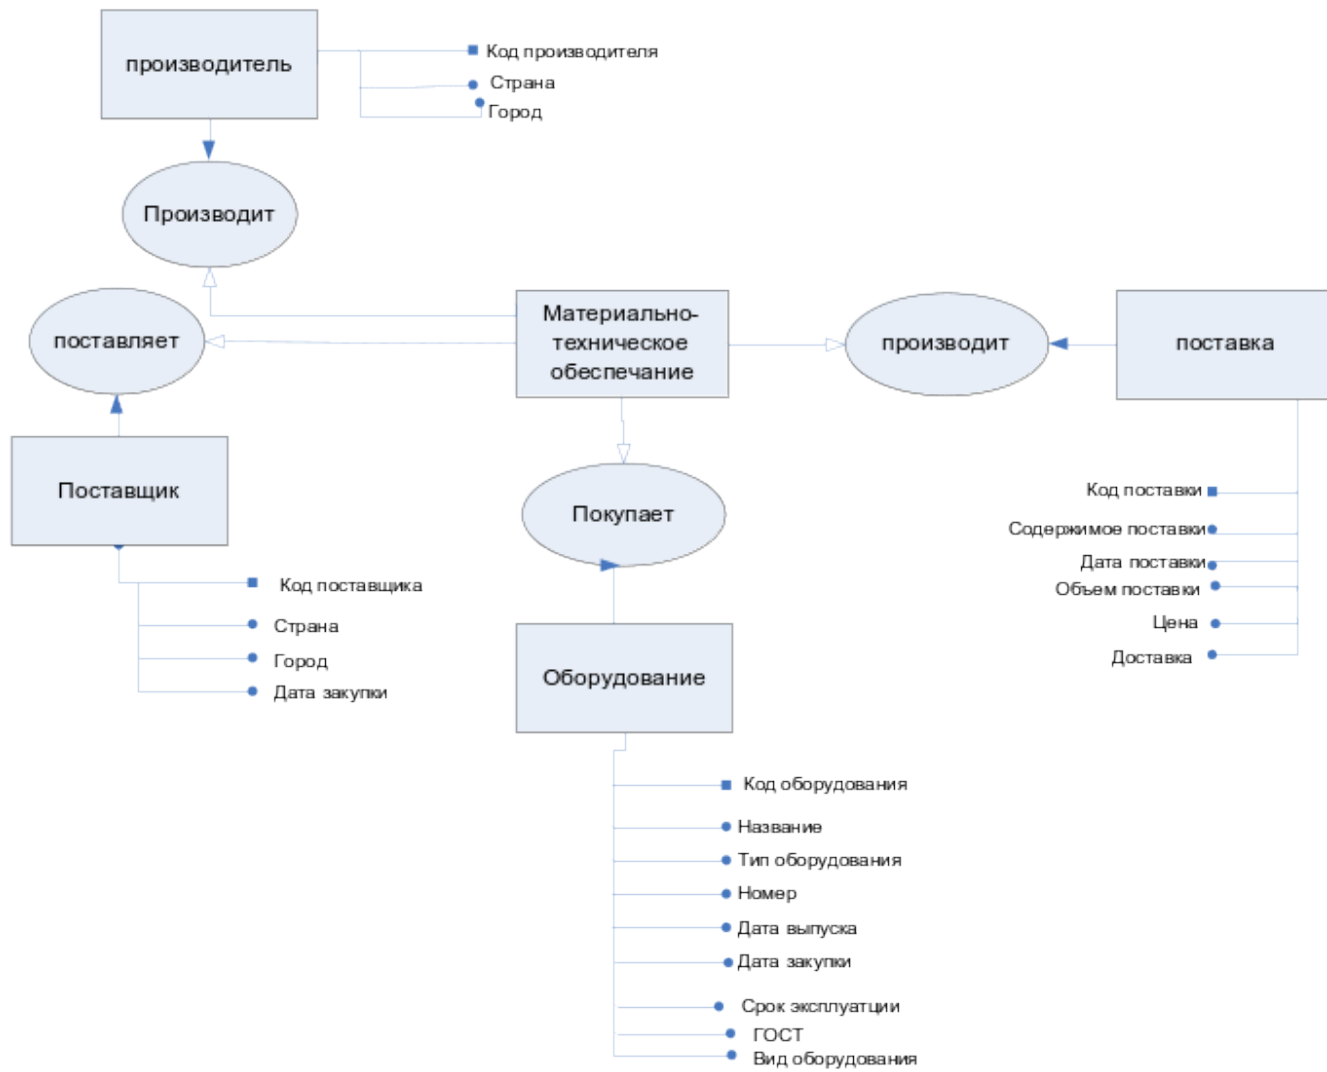 производитель
Код производителя
Страна
Город
Производит
поставляет
Материально-
техническое
обеспечание
производит
поставка
Поставщик
Код поставщика
Страна
Город
Дата закупки
Покупает
Код поставки
Содержимое поставки
Дата поставки
Объем поставки
Цена
Доставка
Оборудование
Код оборудования
Название
Тип оборудования
Номер
Дата выпуска
Дата закупки
Срок эксплуатции
ГОСТ
Вид оборудования